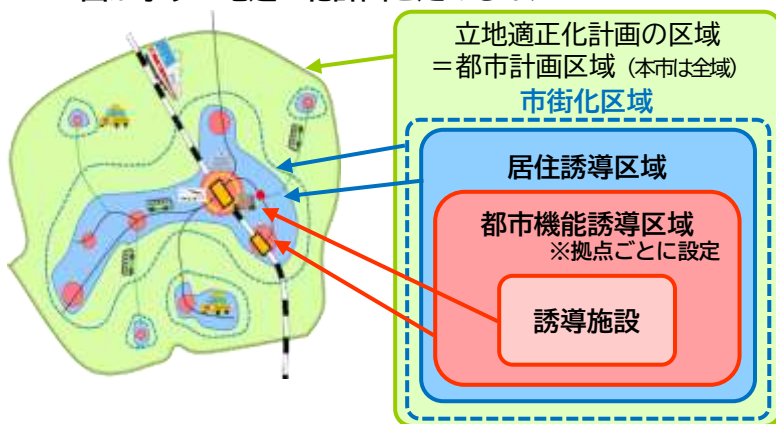 立地適正化計画の区域
＝都市計画区域（本市は全域）
市街化区域
居住誘導区域
都市機能誘導区域
※拠点ごとに設定
誘導施設